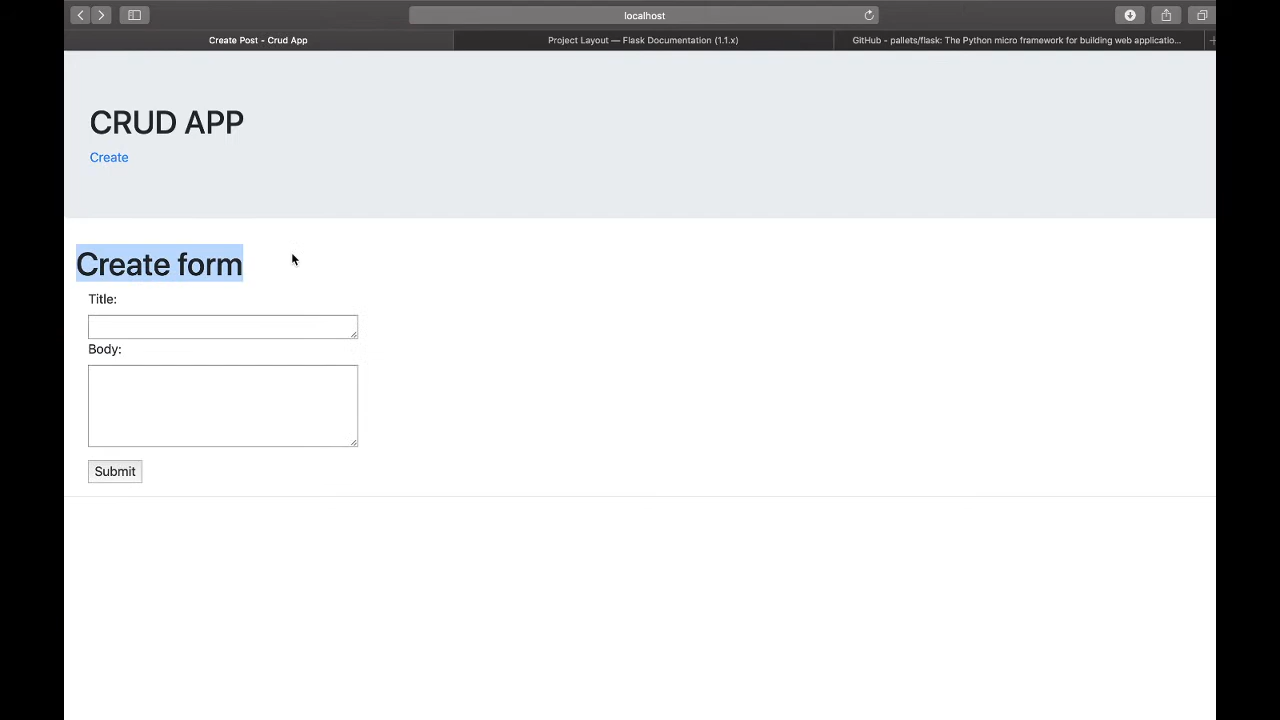 localhost
Create Post - Crud App
Project Layout — Flask Documentation (1.1.x)
GitHub - pallets/flask: The Python micro framework for building web applicatio...
CRUD APP
Create
Create form
Title:
Body:
Submit